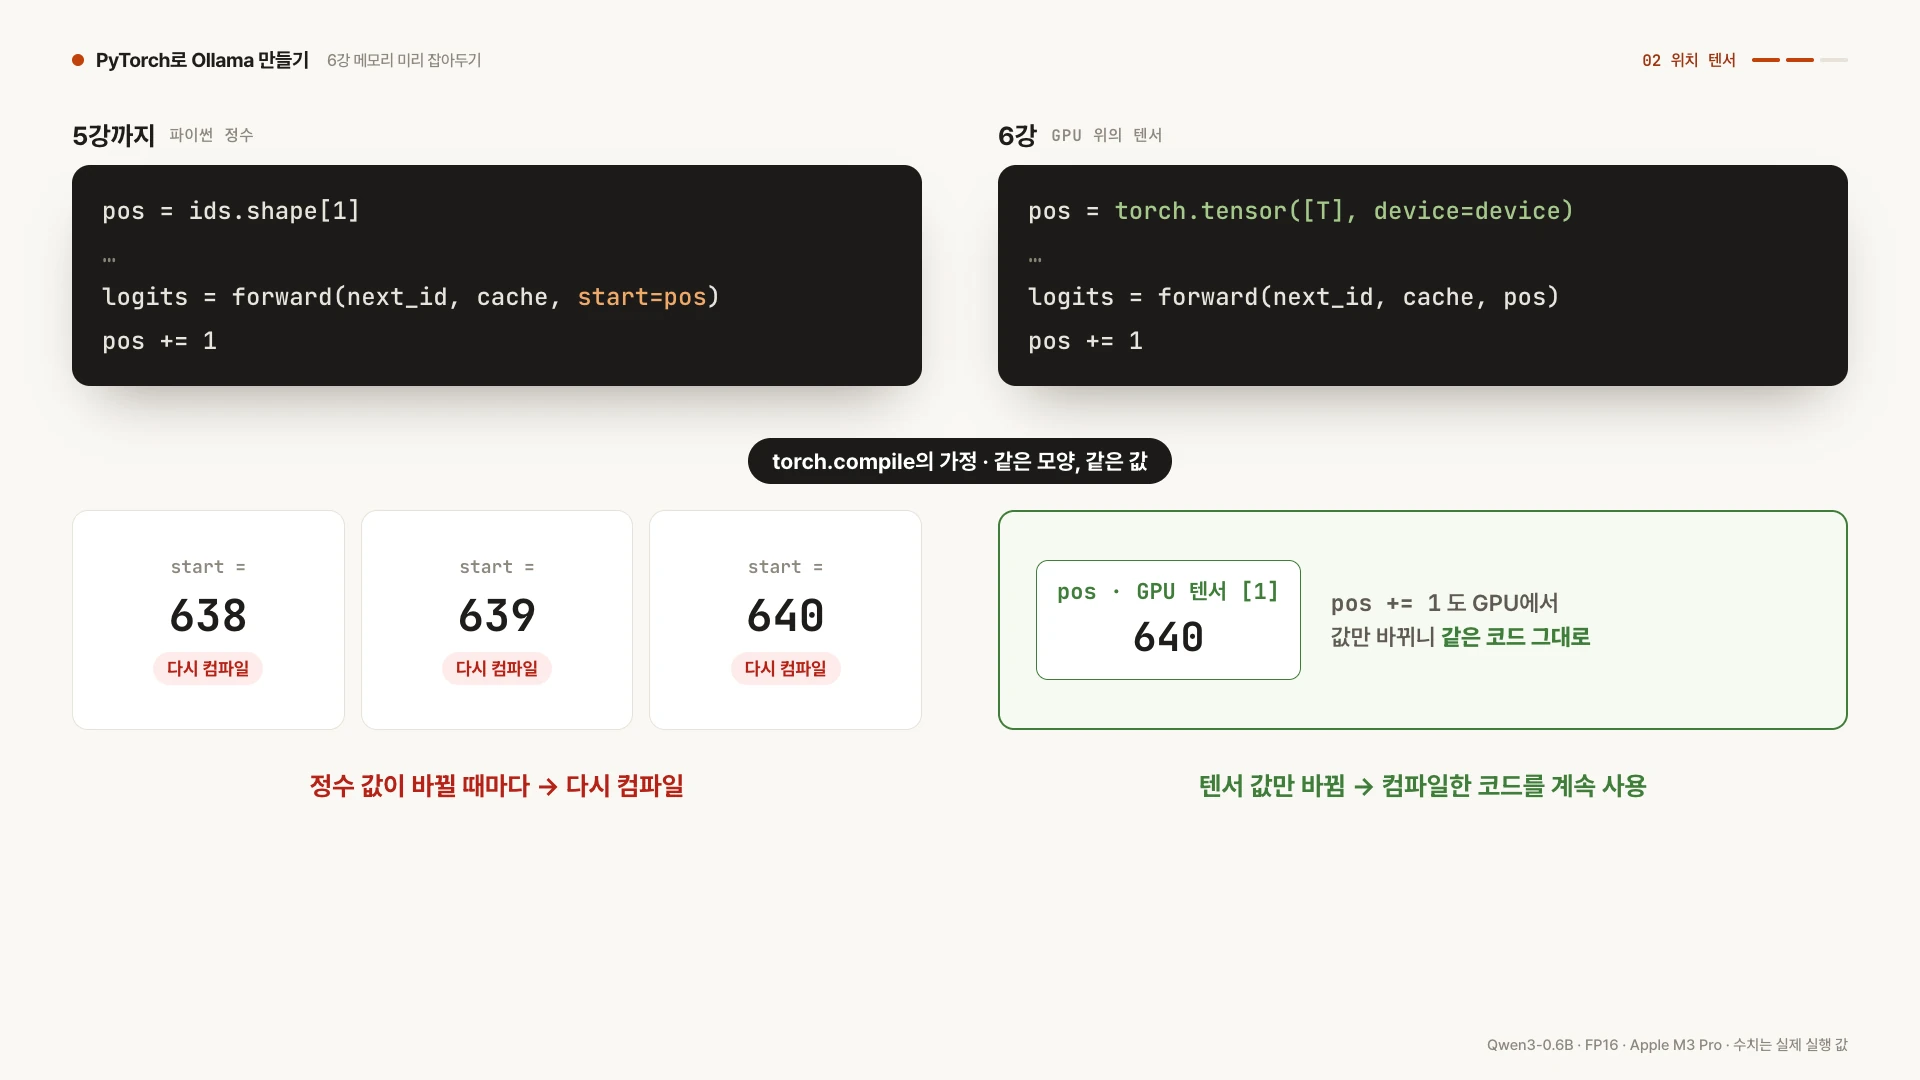 PyTorch로 Ollama 만들기 6강 메모리 미리 잡아두기
02 위치 텐서
5강까지 파이썬 정수
pos = ids.shape[1]
…
logits = forward(next_id, cache, start=pos)
pos += 1
6강 GPU 위의 텐서
pos = torch.tensor([T], device=device)
…
logits = forward(next_id, cache, pos)
pos += 1
torch.compile의 가정 · 같은 모양, 같은 값
start =
638
다시 컴파일
start =
639
다시 컴파일
start =
640
다시 컴파일
정수 값이 바뀔 때마다 → 다시 컴파일
pos · GPU 텐서 [1]
640
pos += 1 도 GPU에서
값만 바뀌니 같은 코드 그대로
텐서 값만 바뀜 → 컴파일한 코드를 계속 사용
Qwen3-0.6B · FP16 · Apple M3 Pro · 수치는 실제 실행 값